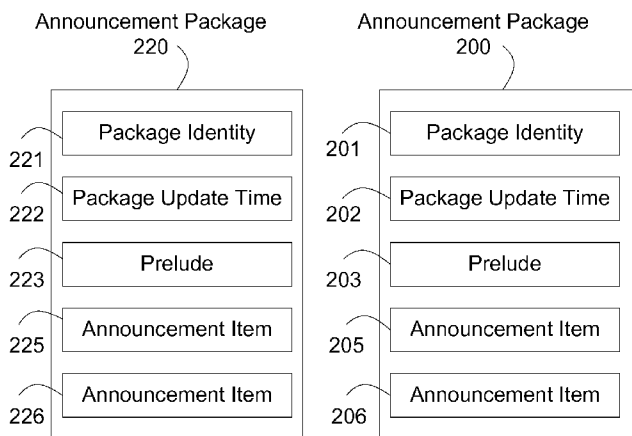 Announcement Package
220
Package Identity
221
Package Update Time
222
Prelude
223
Announcement Item
225
Announcement Item
226
Announcement Package
200
Package Identity
201
Package Update Time
202
Prelude
203
Announcement Item
205
Announcement Item
206